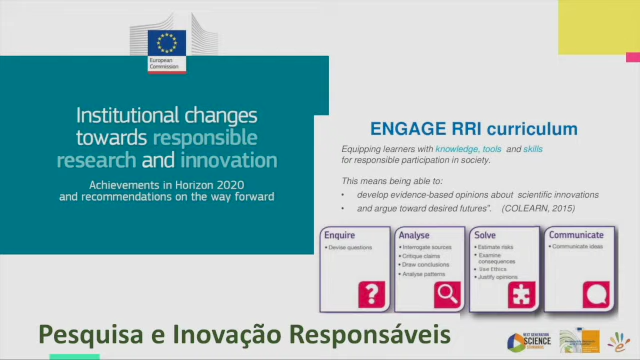 European
Commission
Institutional changes
towards responsible
research and innovation
Achievements in Horizon 2020
and recommendations on the way forward
ENGAGE RRI curriculum
Equipping learners with knowledge, tools and skills
for responsible participation in society.
This means being able to:
• develop evidence-based opinions about scientific innovations
• and argue toward desired futures". (COLEARN, 2015)
Enquire
• Devise questions
Analyse
• Interrogate sources
• Critique claims
• Draw conclusions
• Analyse patterns
Solve
• Estimate risks
• Examine
consequences
• Use Ethics
• Justify opinions
Communicate
• Communicate ideas
Pesquisa e Inovação Responsáveis
NEXT GENERATION
SCIENCE